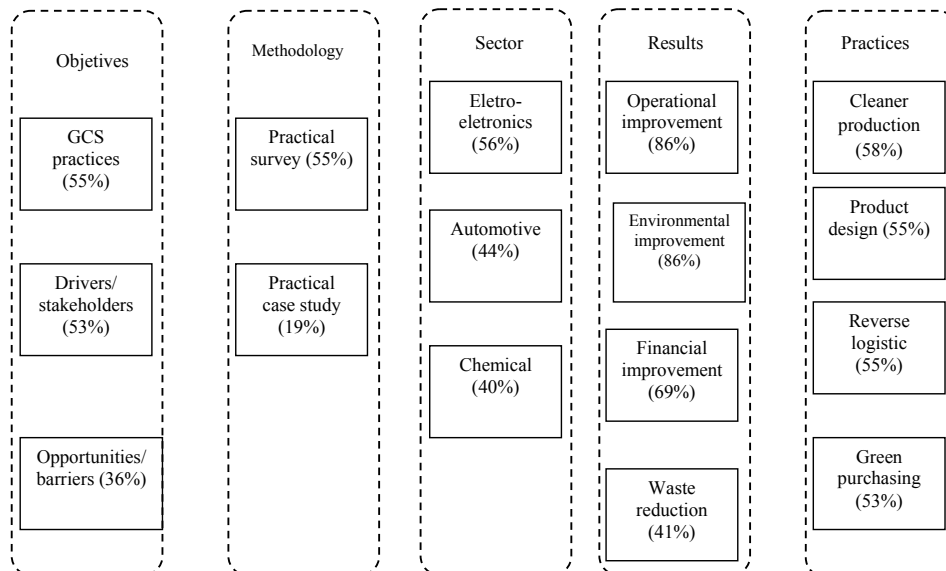 Objetives
GCS
practices
(55%)
Drivers/
stakeholders
(53%)
Opportunities/
barriers (36%)
Methodology
Practical
survey (55%)
Practical
case study
(19%)
Sector
Eletro-
eletronics
(56%)
Automotive
(44%)
Chemical
(40%)
Results
Operational
improvement
(86%)
Environmental
improvement
(86%)
Financial
improvement
(69%)
Waste
reduction
(41%)
Practices
Cleaner
production
(58%)
Product
design (55%)
Reverse
logistic
(55%)
Green
purchasing
(53%)